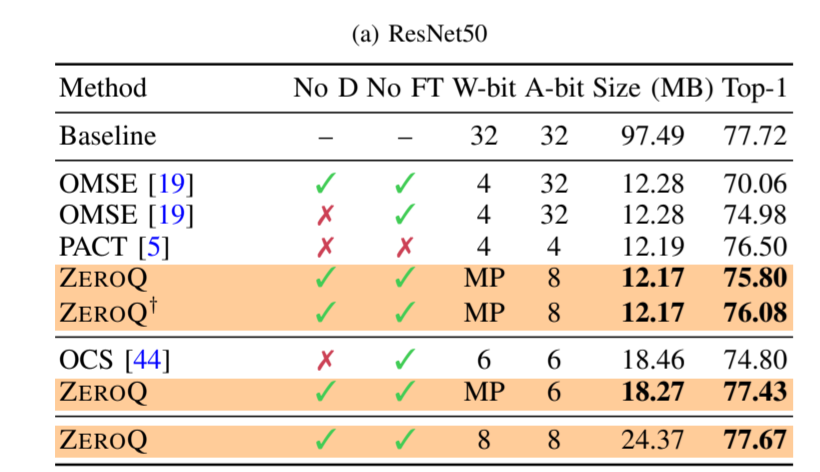 (a) ResNet50
Method No D No FT W-bit A-bit Size (MB) Top-1
Baseline – – 32 32 97.49 77.72
OMSE [19] ✓ ✓ 4 32 12.28 70.06
OMSE [19] ✗ ✓ 4 32 12.28 74.98
PACT [5] ✗ ✗ 4 4 12.19 76.50
ZEROQ ✓ ✓ MP 8 12.17 75.80
ZEROQ† ✓ ✓ MP 8 12.17 76.08
OCS [44] ✗ ✓ 6 6 18.46 74.80
ZEROQ ✓ ✓ MP 6 18.27 77.43
ZEROQ ✓ ✓ 8 8 24.37 77.67